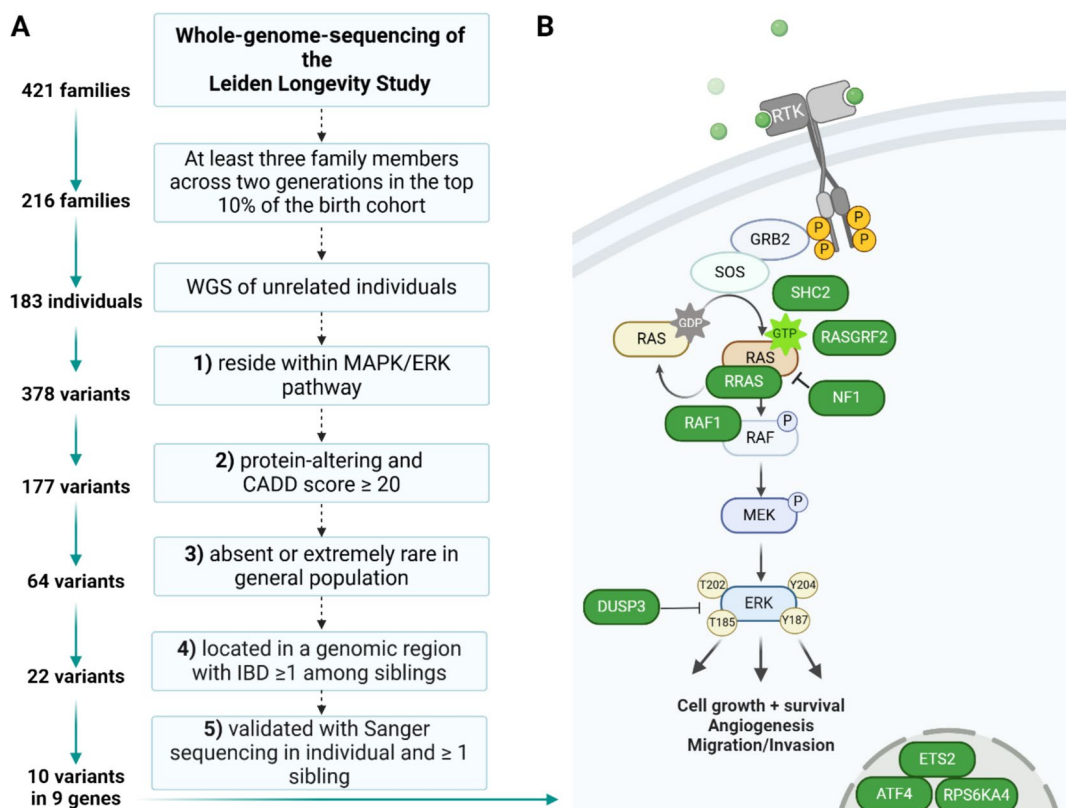 A
Whole-genome-sequencing of
the
Leiden Longevity Study
421 families
At least three family members
across two generations in the top
10% of the birth cohort
216 families
WGS of unrelated individuals
183 individuals
1) reside within MAPK/ERK
pathway
378 variants
2) protein-altering and
CADD score ≥ 20
177 variants
3) absent or extremely rare in
general population
64 variants
4) located in a genomic region
with IBD ≥1 among siblings
22 variants
5) validated with Sanger
sequencing in individual and ≥ 1
sibling
10 variants
in 9 genes
B
RTK
P
P
P
P
GRB2
SOS
SHC2
GDP
RAS
GTP
RASGRF2
RAS
RRAS
NF1
RAF1
P
RAF
P
MEK
T202
Y204
ERK
DUSP3
T185
Y187
Cell growth + survival
Angiogenesis
Migration/Invasion
ETS2
ATF4
RPS6KA4